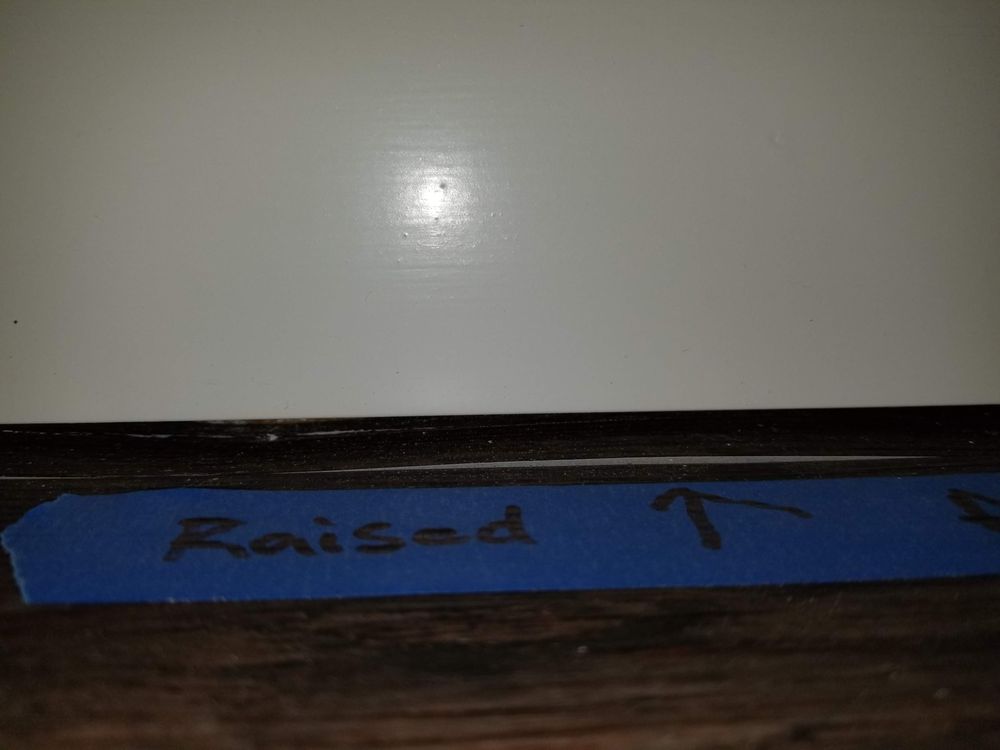 Raised ↑